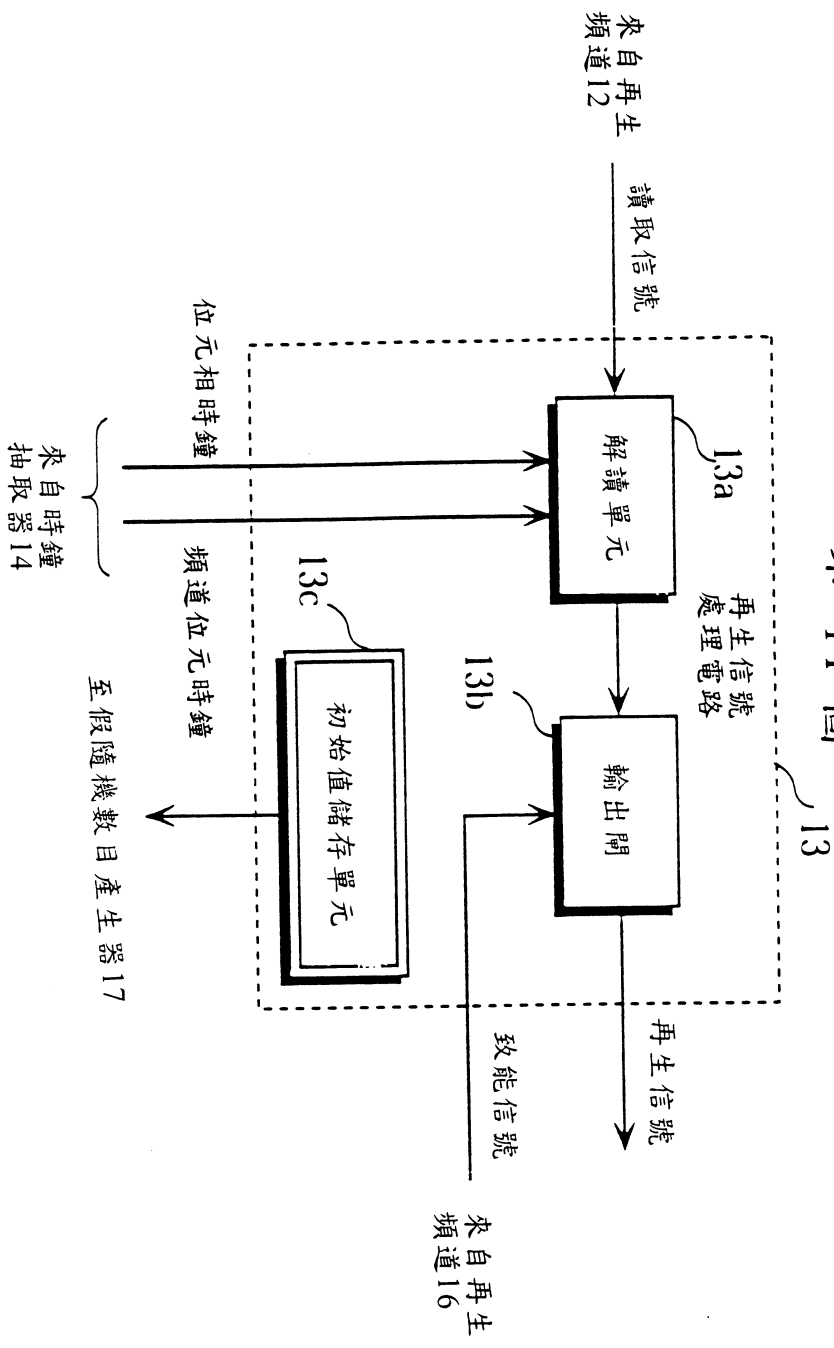 13
再生信號
處理電路
13a
來自再生
頻道12
讀取信號
解讀單元
輸出閘
再生信號
13b
致能信號
來自再生
頻道16
13c
初始值儲存單元
位元相時鐘
頻道位元時鐘
來自時鐘
抽取器14
至假隨機數目產生器17